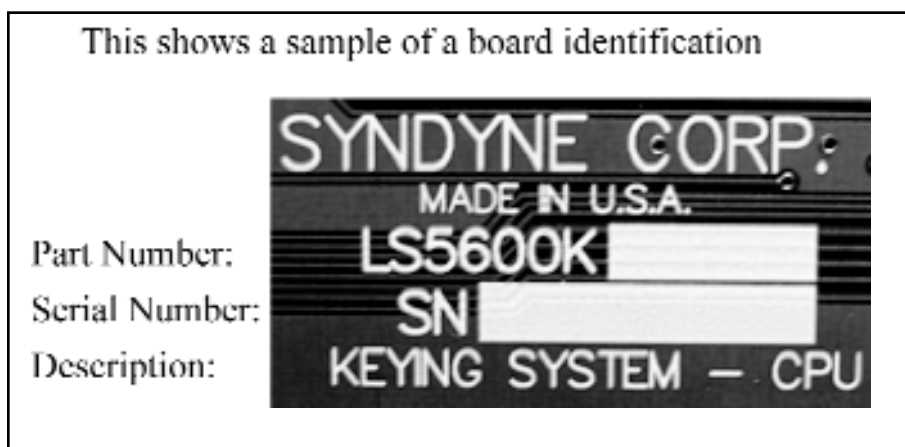 This shows a sample of a board identification
SYNDYNE CORP.
MADE IN U.S.A.
Part Number: LS5600K
Serial Number: SN
Description: KEYING SYSTEM - CPU